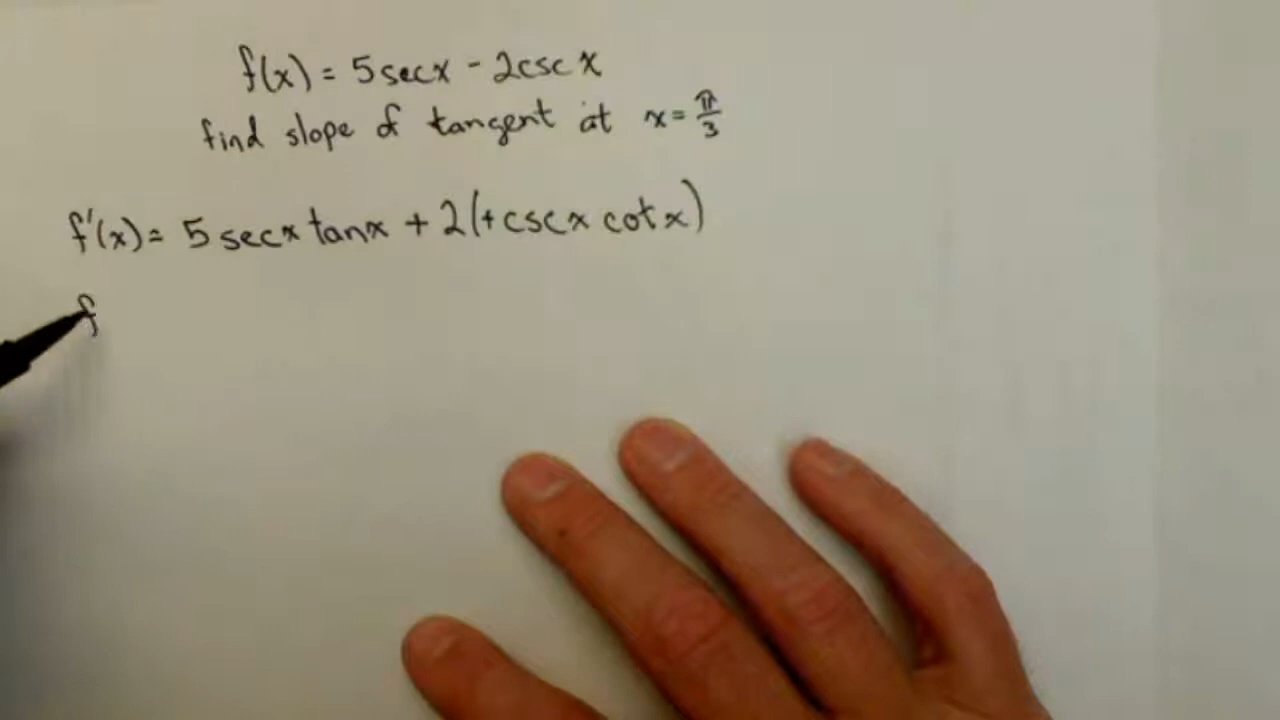 f(x) = 5secx - 2cscx
find slope of tangent at x = π/3
f'(x) = 5secx tanx + 2(+cscx cotx)
f